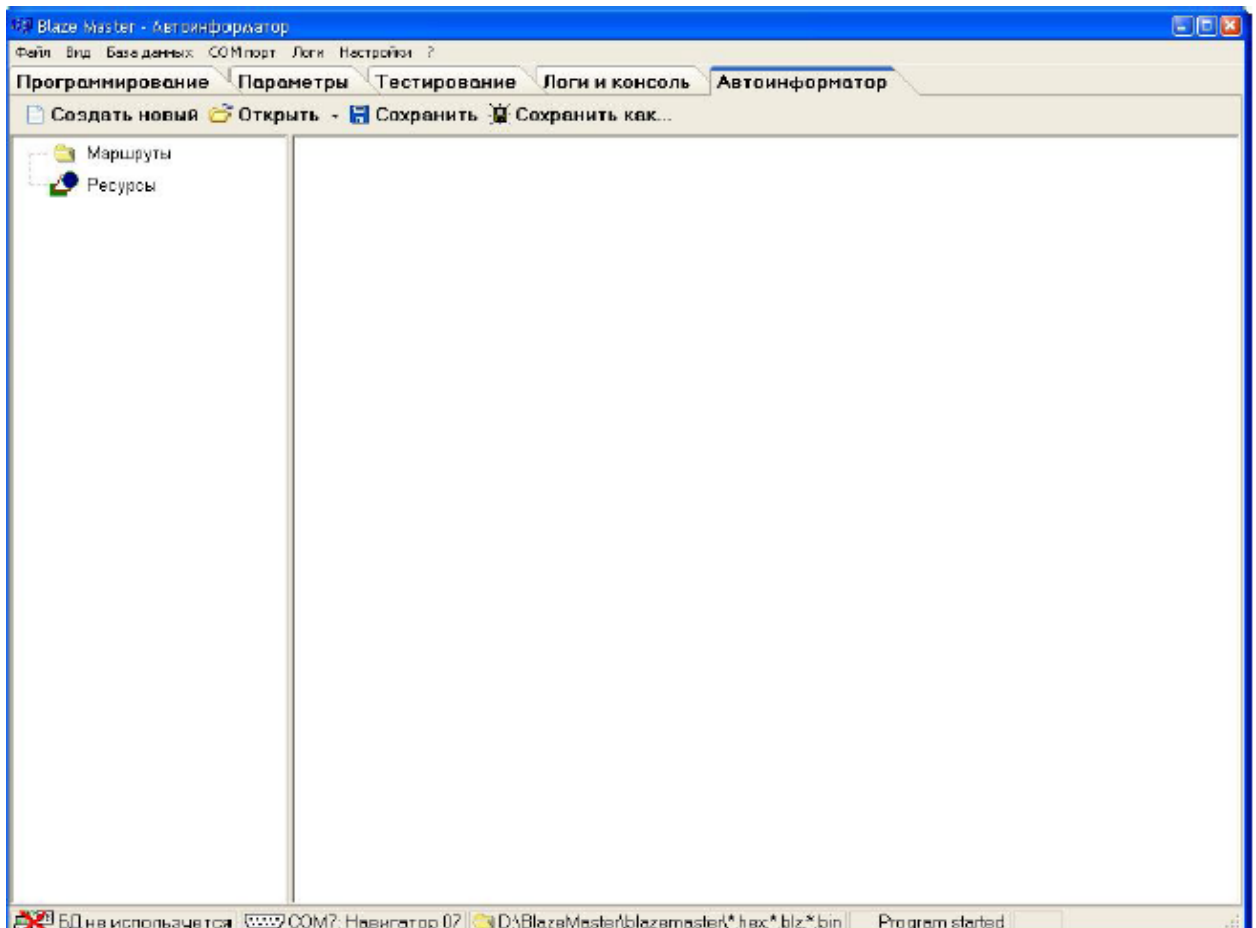 Blaze Master - Автоинформатор
Файл Вид База данных COM порт Логи Настройки ?
Программирование Параметры Тестирование Логи и консоль Автоинформатор
Создать новый Открыть Сохранить Сохранить как...
Маршруты
Ресурсы
БД не используется COM?: Навигатор 07 D:\BlazeMaster\blazemaster\*.hex*.blz*.bin Program started